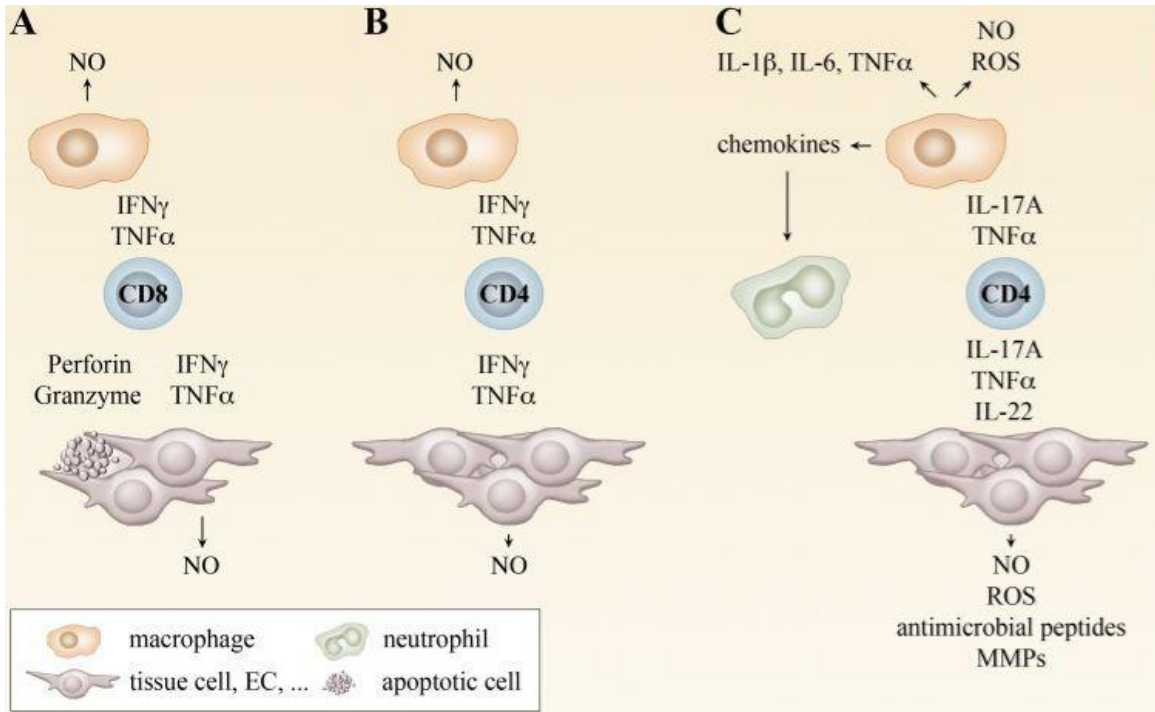 A
NO
IFNγ
TNFα
CD8
Perforin
Granzyme
IFNγ
TNFα
NO
B
NO
IFNγ
TNFα
CD4
IFNγ
TNFα
NO
C
NO
ROS
IL-1β, IL-6, TNFα
chemokines
IL-17A
TNFα
CD4
IL-17A
TNFα
IL-22
NO
ROS
antimicrobial peptides
MMPs
macrophage
neutrophil
tissue cell, EC, ...
apoptotic cell